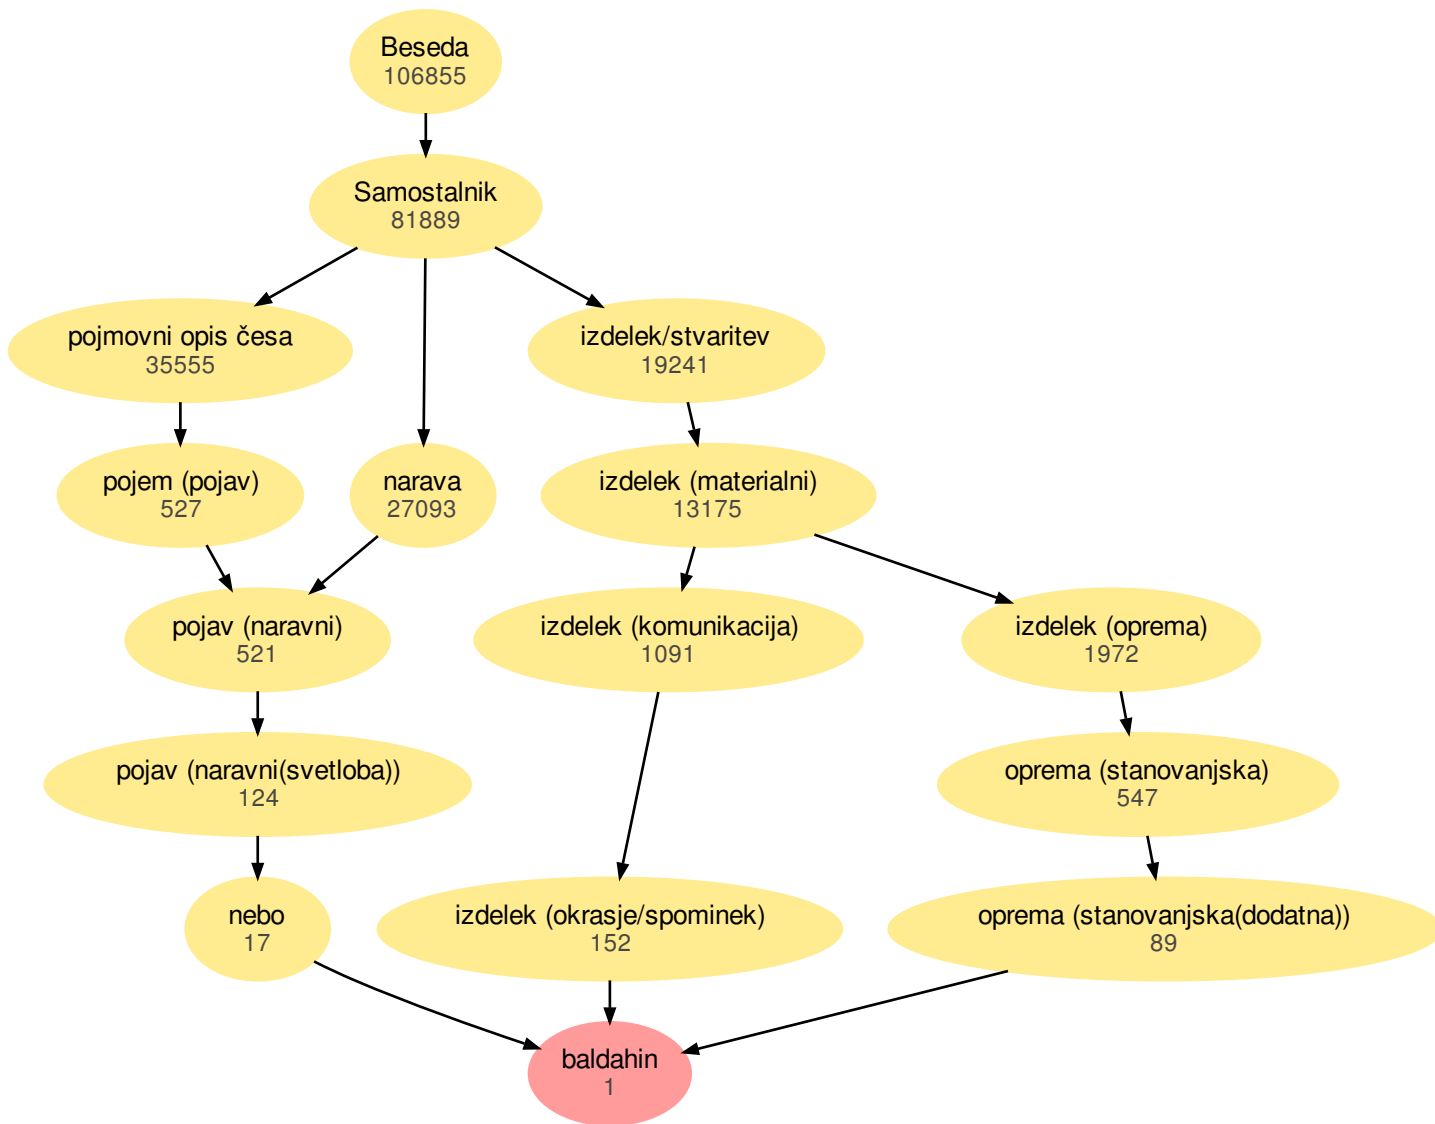 Beseda
106855
Samostalnik
81889
pojmovni opis česa
35555
izdelek/stvaritev
19241
pojem (pojav)
527
narava
27093
izdelek (materialni)
13175
pojav (naravni)
521
izdelek (komunikacija)
1091
izdelek (oprema)
1972
pojav (naravni(svetloba))
124
oprema (stanovanjska)
547
nebo
17
izdelek (okrasje/spominek)
152
oprema (stanovanjska(dodatna))
89
baldahin
1